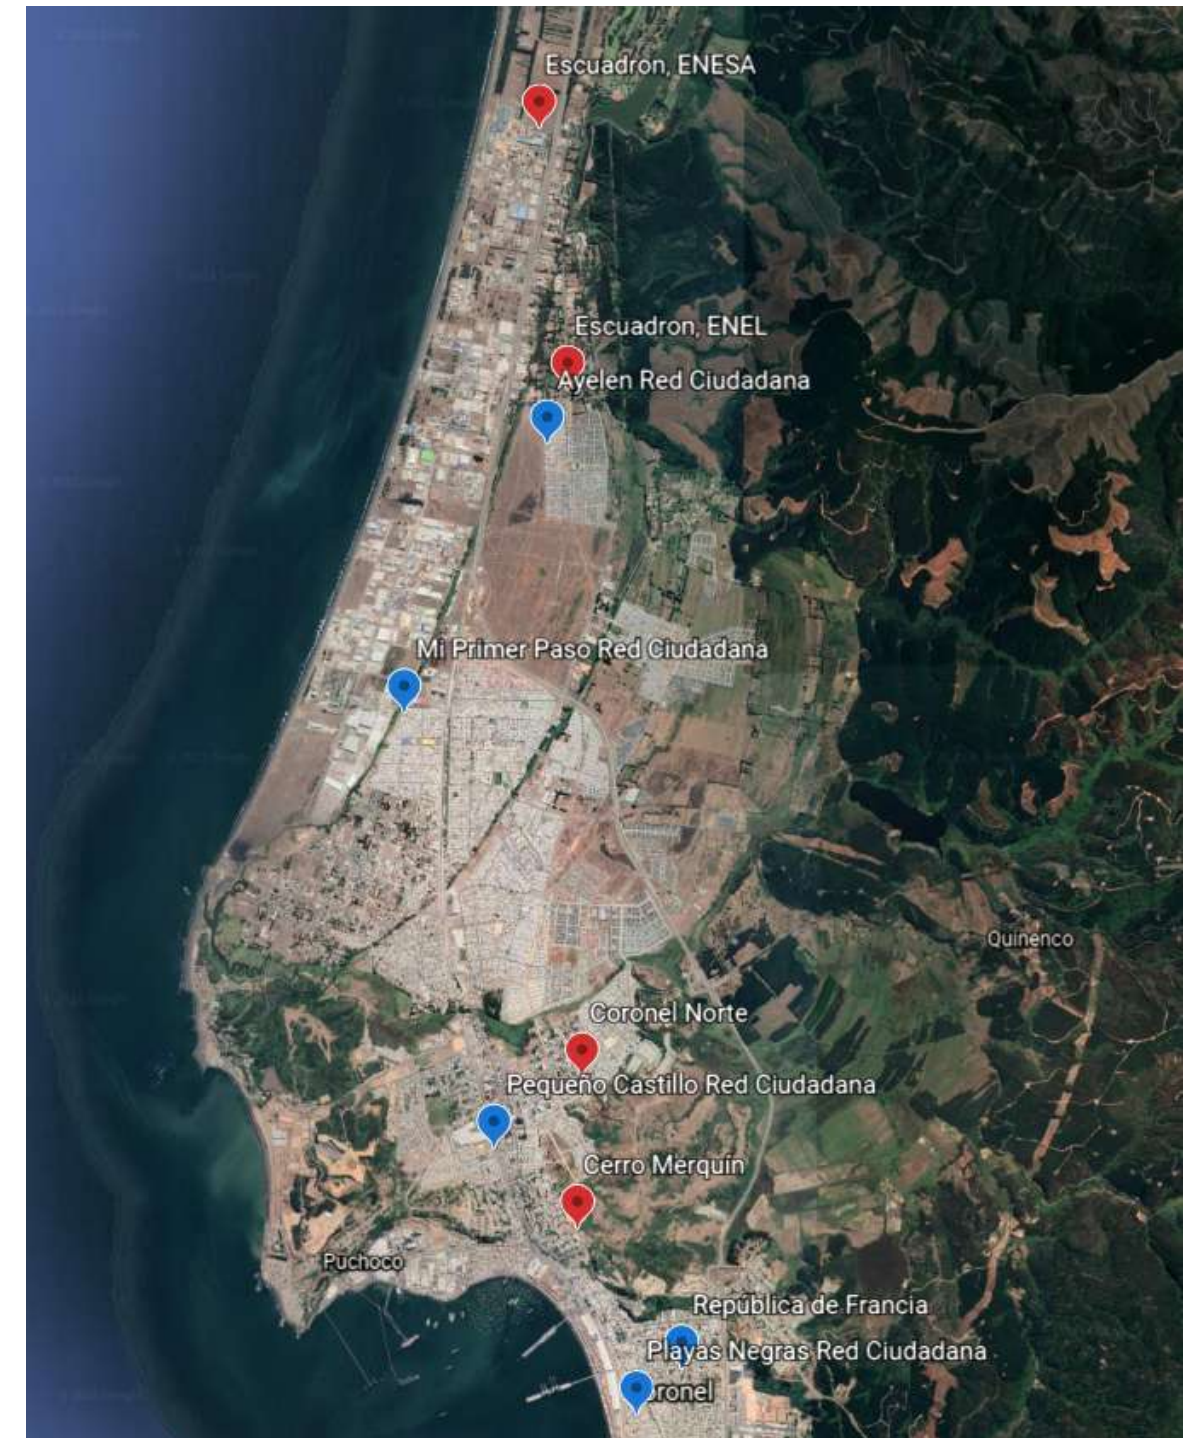 Escuadron, ENESA
Escuadron, ENEL
Ayelen Red Ciudadana
Mi Primer Paso Red Ciudadana
Quinenco
Coronel Norte
Pequeño Castillo Red Ciudadana
Cerro Merquín
Puchoco
República de Francia
Playas Negras Red Ciudadana
oronel